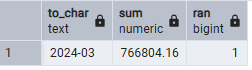 to_char sum ran
text numeric bigint
1 2024-03 766804.16 1